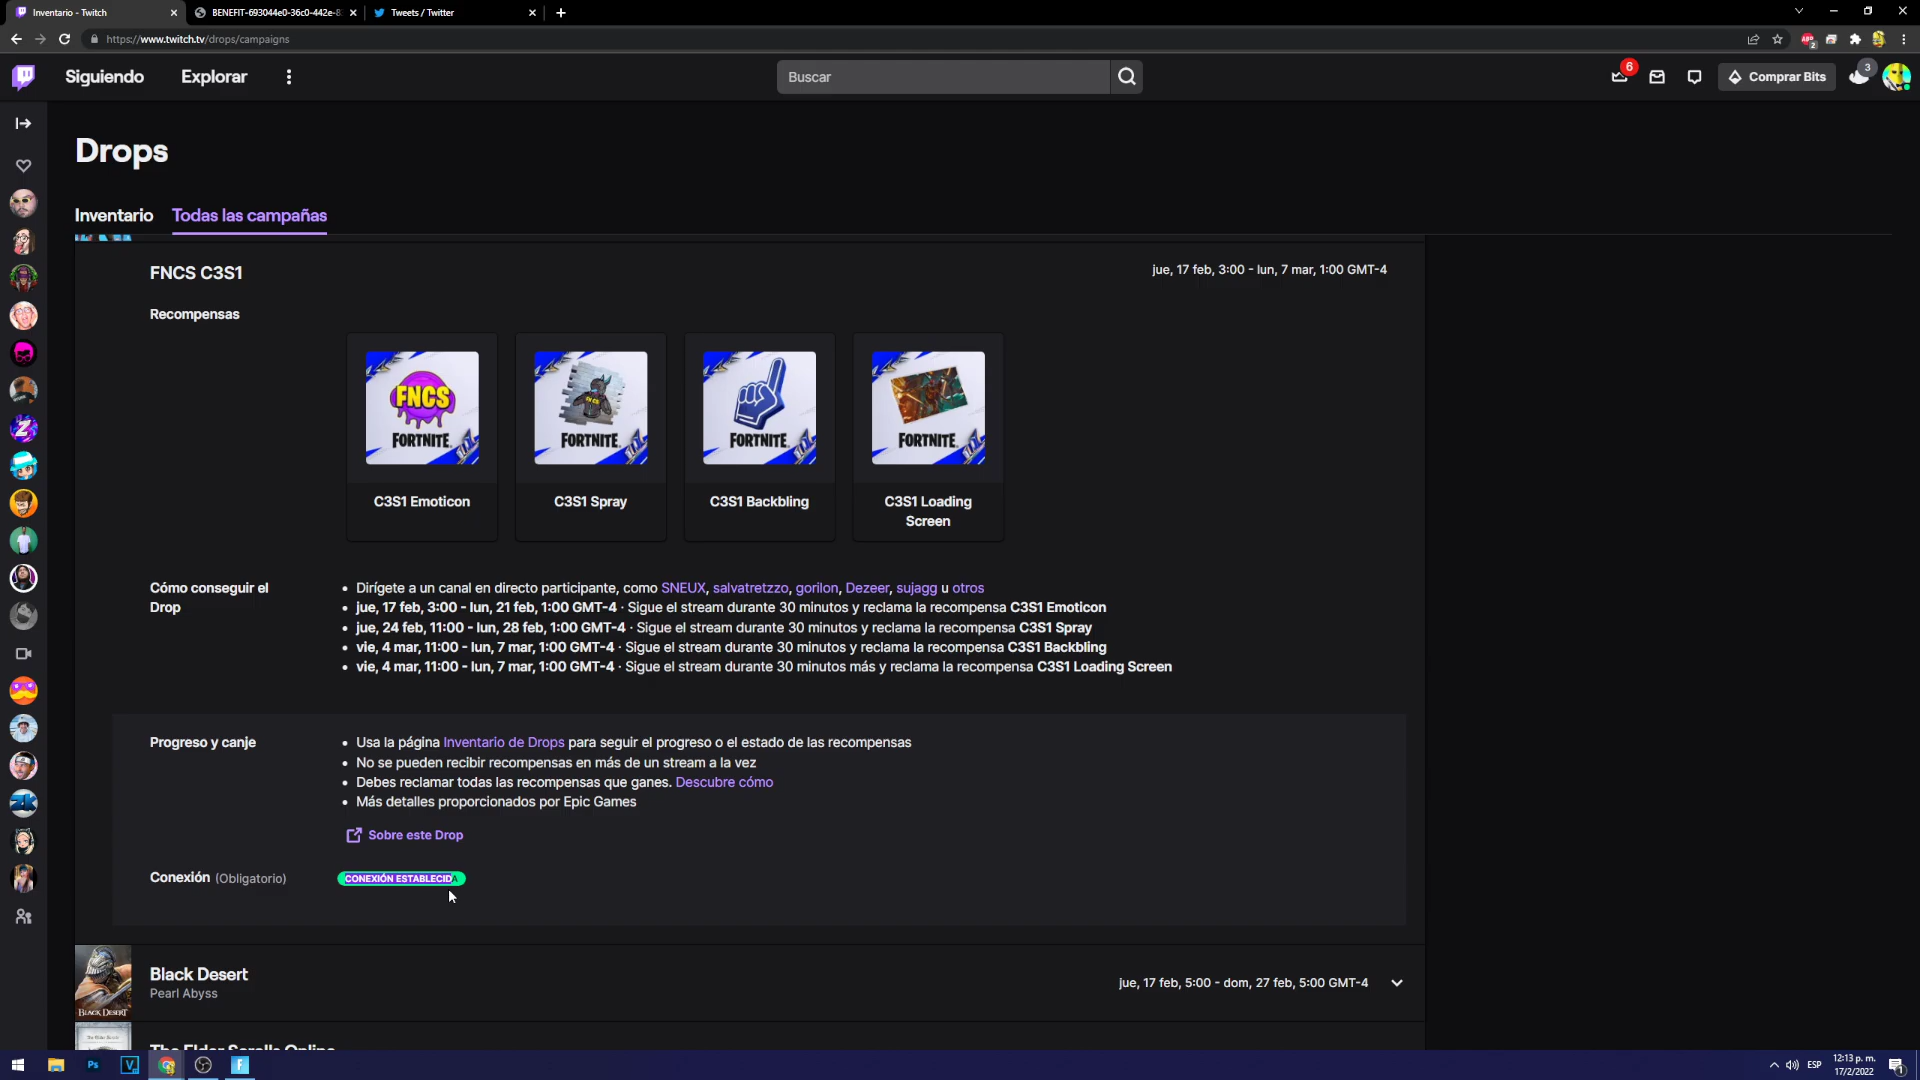 Inventario - Twitch
BENEFIT-693044e0-36c0-442e-8
Tweets / Twitter
https://www.twitch.tv/drops/campaigns
2
Siguiendo
Explorar
Buscar
6
Comprar Bits
3
Drops
Inventario
Todas las campañas
FNCS C3S1
jue, 17 feb, 3:00 - lun, 7 mar, 1:00 GMT-4
Recompensas
FNCS
FORTNITE
FORTNITE
FORTNITE
FORTNITE
C3S1 Emoticon
C3S1 Spray
C3S1 Backbling
C3S1 Loading
Screen
Cómo conseguir el
Drop
• Dirígete a un canal en directo participante, como SNEUX, salvatretzzo, gorilon, Dezeer, sujagg u otros
• jue, 17 feb, 3:00 - lun, 21 feb, 1:00 GMT-4 · Sigue el stream durante 30 minutos y reclama la recompensa C3S1 Emoticon
• jue, 24 feb, 11:00 - lun, 28 feb, 1:00 GMT-4 · Sigue el stream durante 30 minutos y reclama la recompensa C3S1 Spray
• vie, 4 mar, 11:00 - lun, 7 mar, 1:00 GMT-4 · Sigue el stream durante 30 minutos y reclama la recompensa C3S1 Backbling
• vie, 4 mar, 11:00 - lun, 7 mar, 1:00 GMT-4 · Sigue el stream durante 30 minutos más y reclama la recompensa C3S1 Loading Screen
Progreso y canje
• Usa la página Inventario de Drops para seguir el progreso o el estado de las recompensas
• No se pueden recibir recompensas en más de un stream a la vez
• Debes reclamar todas las recompensas que ganes. Descubre cómo
• Más detalles proporcionados por Epic Games
Sobre este Drop
Conexión (Obligatorio)
CONEXIÓN ESTABLECIDA
BLACK DESERT
Black Desert
Pearl Abyss
jue, 17 feb, 5:00 - dom, 27 feb, 5:00 GMT-4
The Elder Scrolls Online
Ps
V
F
ESP
12:13 p. m.
17/2/2022
1